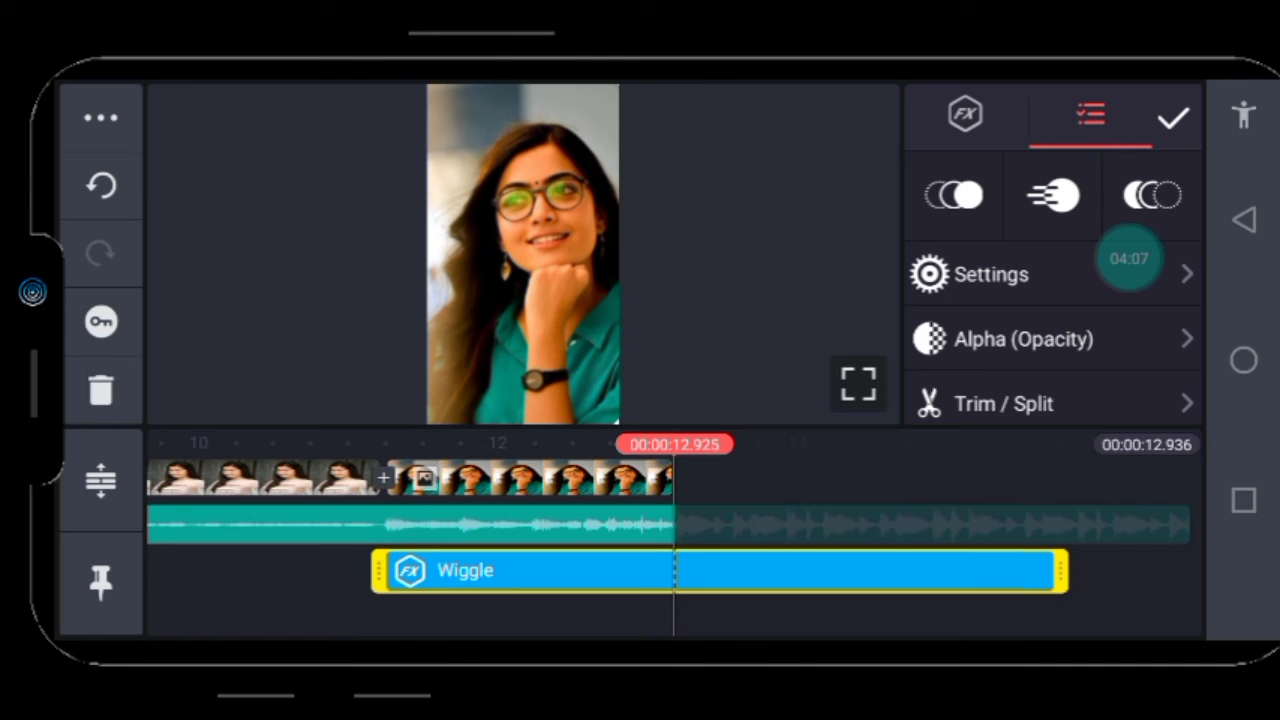 FX
04:07
Settings
Alpha (Opacity)
Trim / Split
10
12
00:00:12.925
00:00:12.936
FX
Wiggle